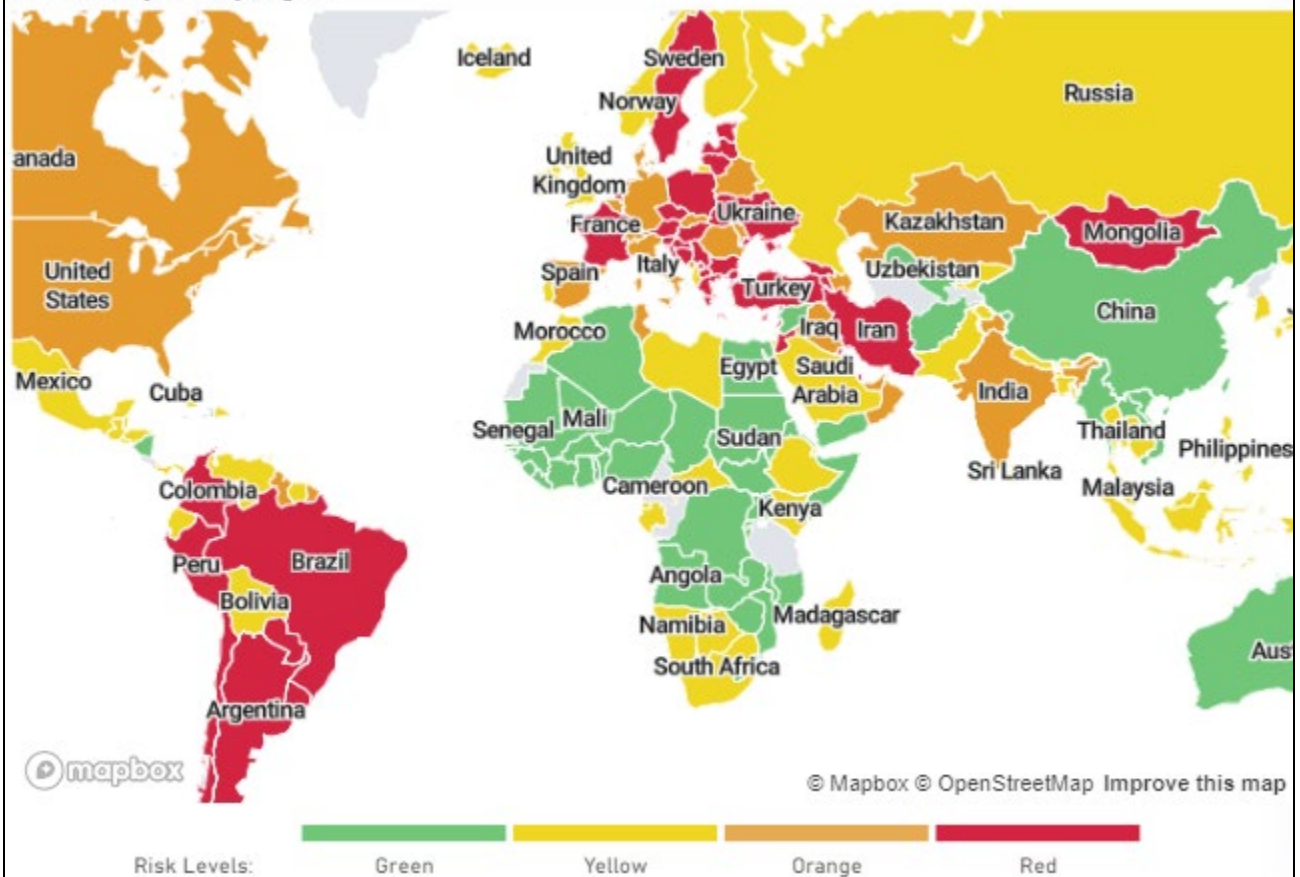 Iceland
Sweden
Norway
Russia
anada
United
Kingdom
France
Ukraine
Kazakhstan
Mongolia
United
States
Spain
Italy
Uzbekistan
Turkey
China
Morocco
Iraq
Iran
Mexico
Cuba
Egypt
Saudi
Arabia
India
Senegal
Mali
Sudan
Thailand
Philippines
Sri Lanka
Colombia
Cameroon
Malaysia
Kenya
Peru
Brazil
Angola
Bolivia
Madagascar
Namibia
Aus
South Africa
Argentina
mapbox
© Mapbox © OpenStreetMap Improve this map
Risk Levels: Green Yellow Orange Red